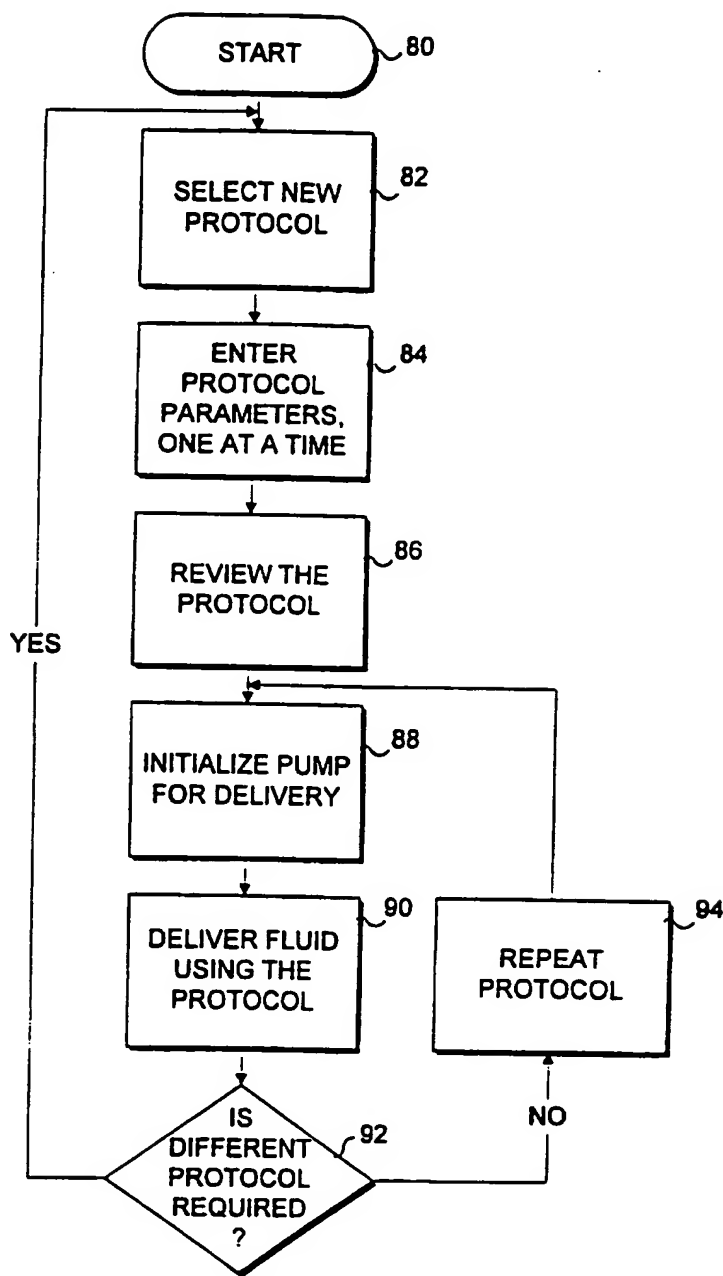 START
80
SELECT NEW
PROTOCOL
82
ENTER
PROTOCOL
PARAMETERS,
ONE AT A TIME
84
REVIEW THE
PROTOCOL
86
YES
INITIALIZE PUMP
FOR DELIVERY
88
DELIVER FLUID
USING THE
PROTOCOL
90
REPEAT
PROTOCOL
94
IS
DIFFERENT
PROTOCOL
REQUIRED
?
92
NO